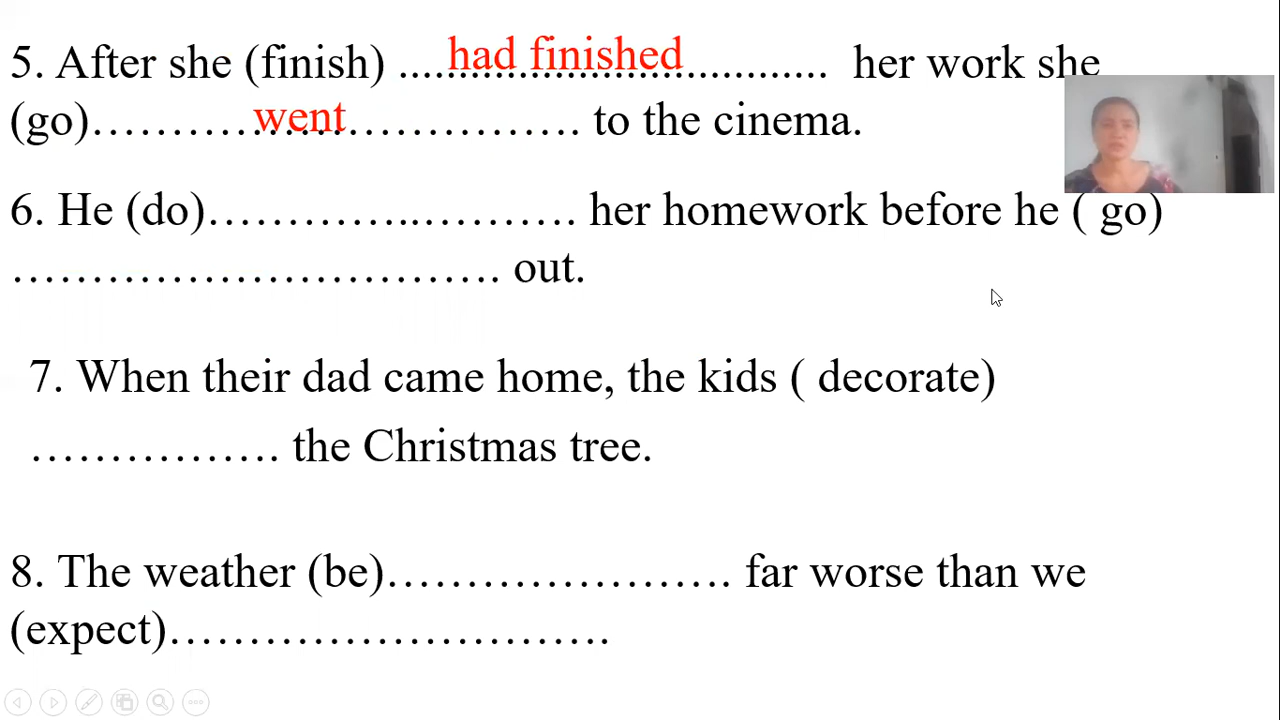 5. After she (finish) ....had finished.... her work she
(go)……………went…………………. to the cinema.
6. He (do)…………..………. her homework before he ( go)
…………………………. out.
7. When their dad came home, the kids ( decorate)
……………. the Christmas tree.
8. The weather (be)…………………. far worse than we
(expect)……………………….